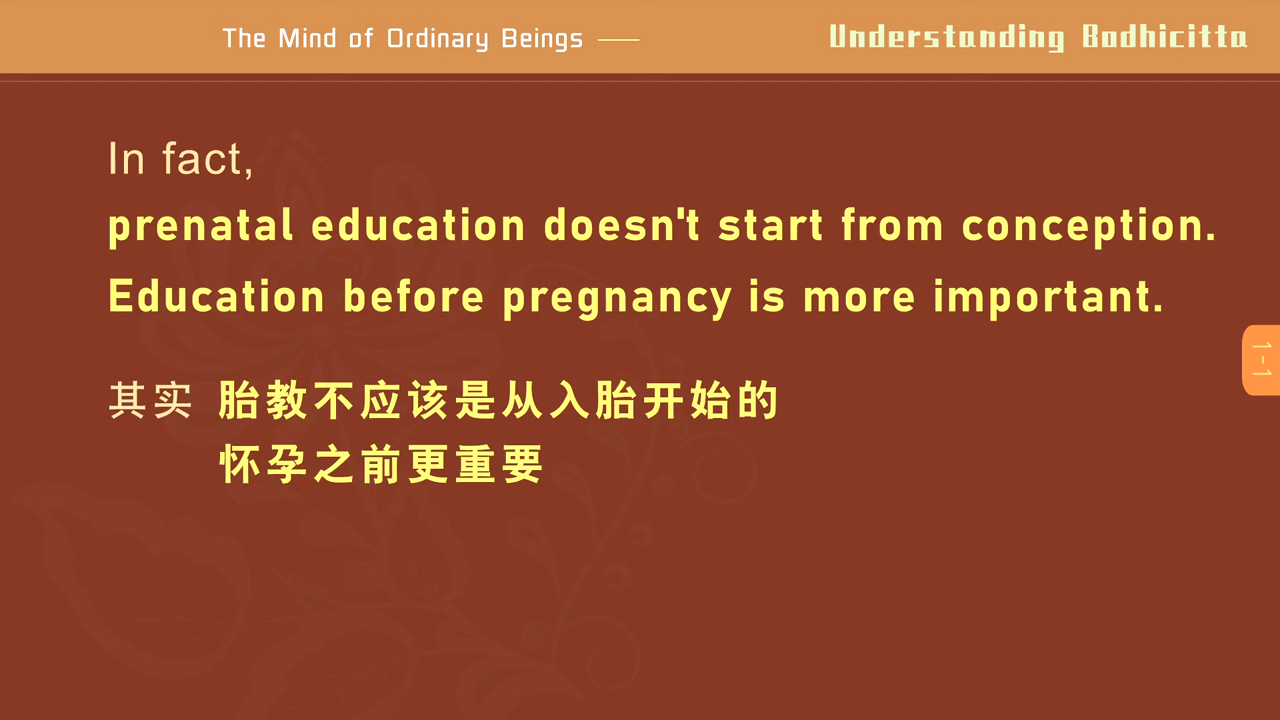 The Mind of Ordinary Beings —— Understanding Bodhicitta
In fact,
prenatal education doesn't start from conception.
Education before pregnancy is more important.
1-1
其实 胎教不应该是从入胎开始的
怀孕之前更重要